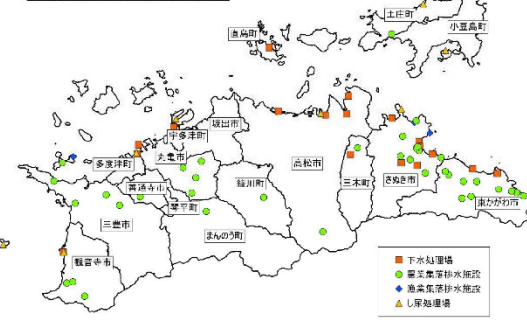 土庄町
小豆島町
直島町
宇多津町
坂出市
多度津町
丸亀市
高松市
善通寺市
綾川町
三木町
さぬき市
琴平町
東かがわ市
三豊市
まんのう町
観音寺市
下水処理場
農業集落排水施設
漁業集落排水施設
し尿処理場